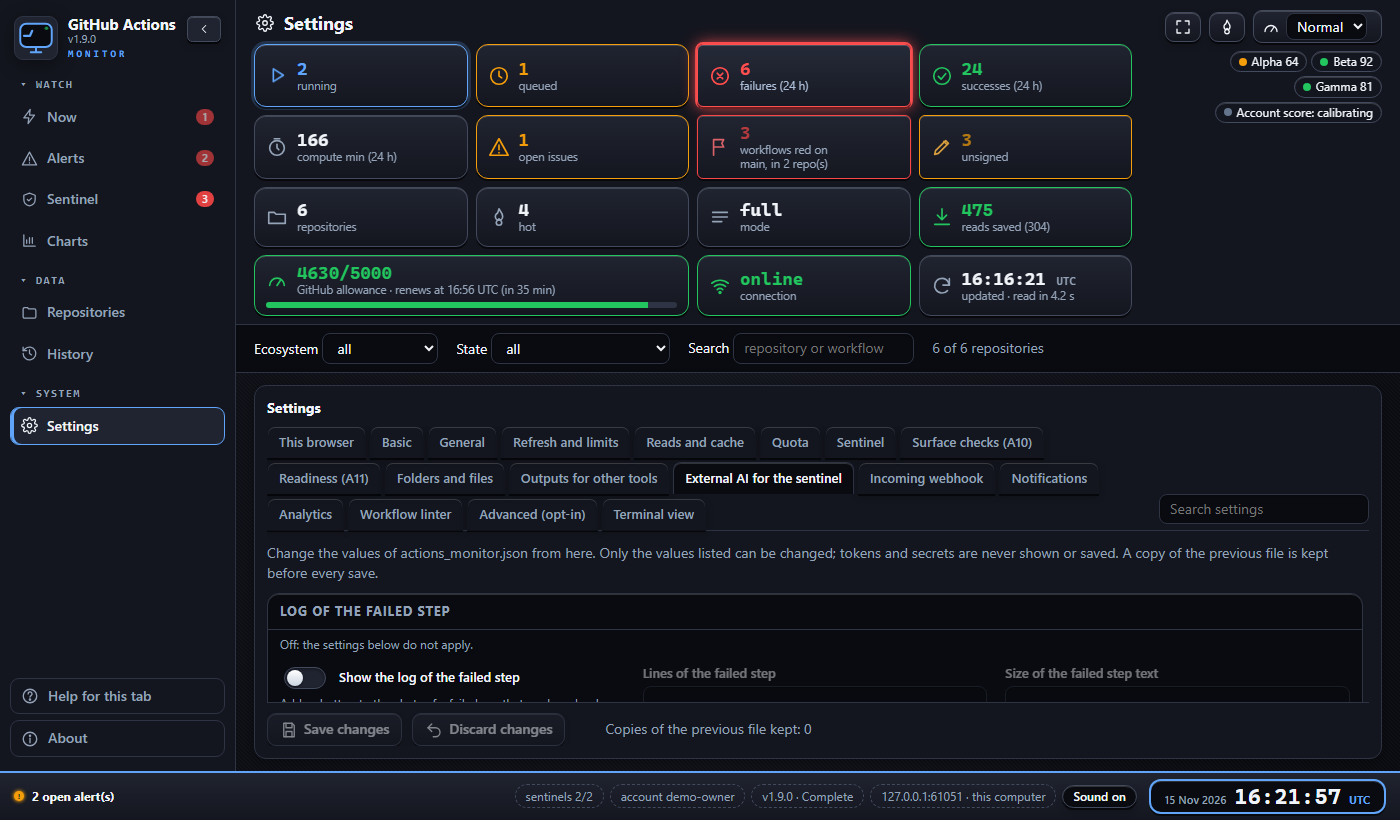 GitHub Actions
v1.9.0
MONITOR
WATCH
Now
1
Alerts
2
Sentinel
3
Charts
DATA
Repositories
History
SYSTEM
Settings
Help for this tab
About
Settings
Normal
Alpha 64
Beta 92
Gamma 81
Account score: calibrating
2
running
1
queued
6
failures (24 h)
24
successes (24 h)
166
compute min (24 h)
1
open issues
3
workflows red on
main, in 2 repo(s)
3
unsigned
6
repositories
4
hot
full
mode
475
reads saved (304)
4630/5000
GitHub allowance · renews at 16:56 UTC (in 35 min)
online
connection
16:16:21 UTC
updated · read in 4.2 s
Ecosystem all
State all
Search repository or workflow
6 of 6 repositories
Settings
This browser Basic General Refresh and limits Reads and cache Quota Sentinel Surface checks (A10)
Readiness (A11) Folders and files Outputs for other tools External AI for the sentinel Incoming webhook Notifications
Analytics Workflow linter Advanced (opt-in) Terminal view
Search settings
Change the values of actions_monitor.json from here. Only the values listed can be changed; tokens and secrets are never shown or saved. A copy of the previous file is kept
before every save.
LOG OF THE FAILED STEP
Off: the settings below do not apply.
Show the log of the failed step
Lines of the failed step
Size of the failed step text
Save changes
Discard changes
Copies of the previous file kept: 0
2 open alert(s)
sentinels 2/2
account demo-owner
v1.9.0 · Complete
127.0.0.1:61051 · this computer
Sound on
15 Nov 2026 16:21:57 UTC